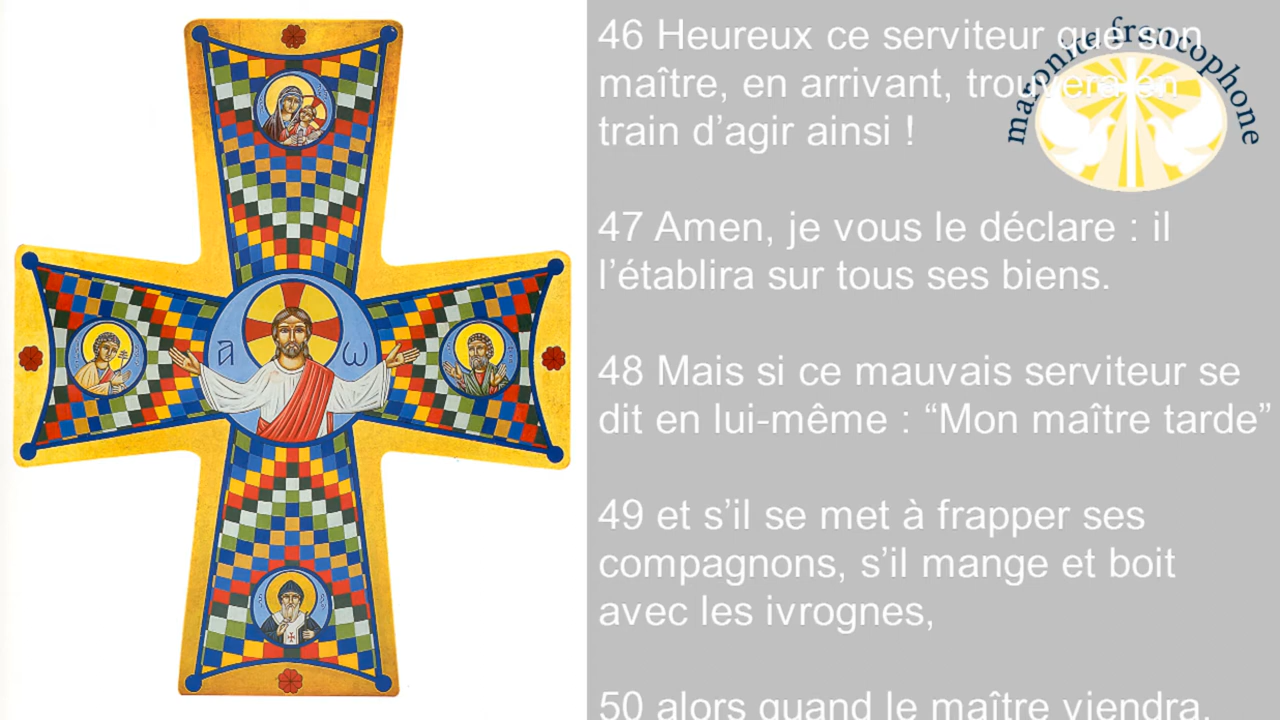 46 Heureux ce serviteur que son
maître, en arrivant, trouvera en
train d’agir ainsi !
47 Amen, je vous le déclare : il
l’établira sur tous ses biens.
48 Mais si ce mauvais serviteur se
dit en lui-même : “Mon maître tarde”
49 et s’il se met à frapper ses
compagnons, s’il mange et boit
avec les ivrognes,
50 alors quand le maître viendra,
francophone
a ω